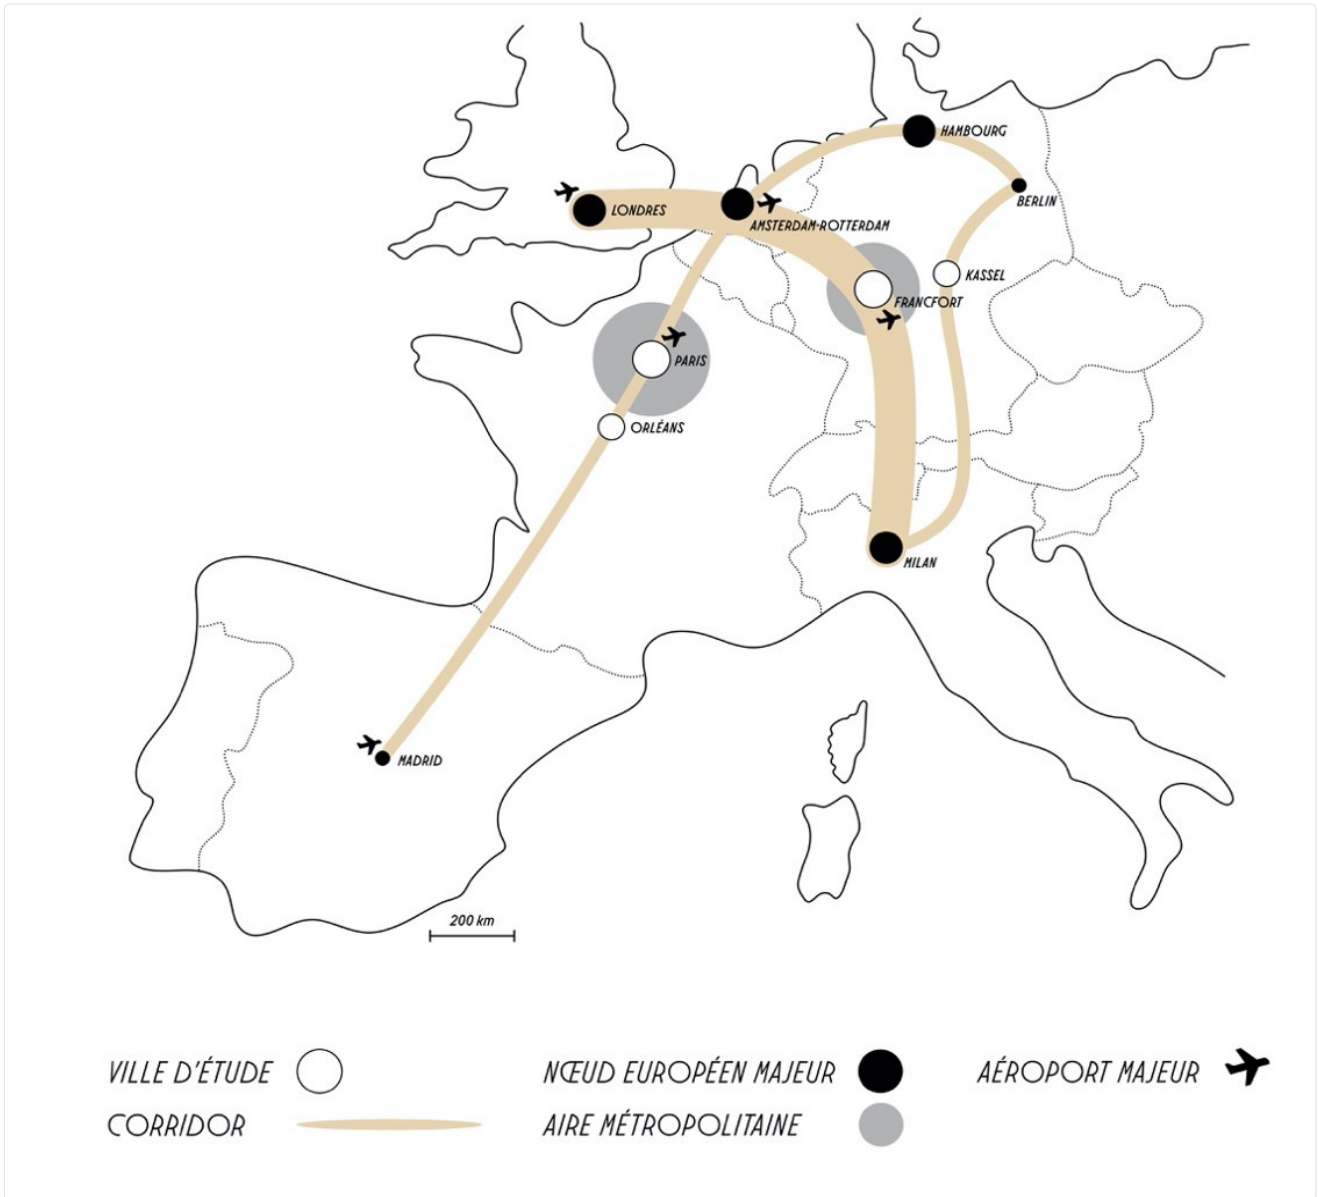 HAMBOURG
BERLIN
LONDRES
AMSTERDAM-ROTTERDAM
KASSEL
FRANCFORT
PARIS
ORLÉANS
MILAN
MADRID
200 km
VILLE D'ÉTUDE
NŒUD EUROPÉEN MAJEUR
AÉROPORT MAJEUR
CORRIDOR
AIRE MÉTROPOLITAINE